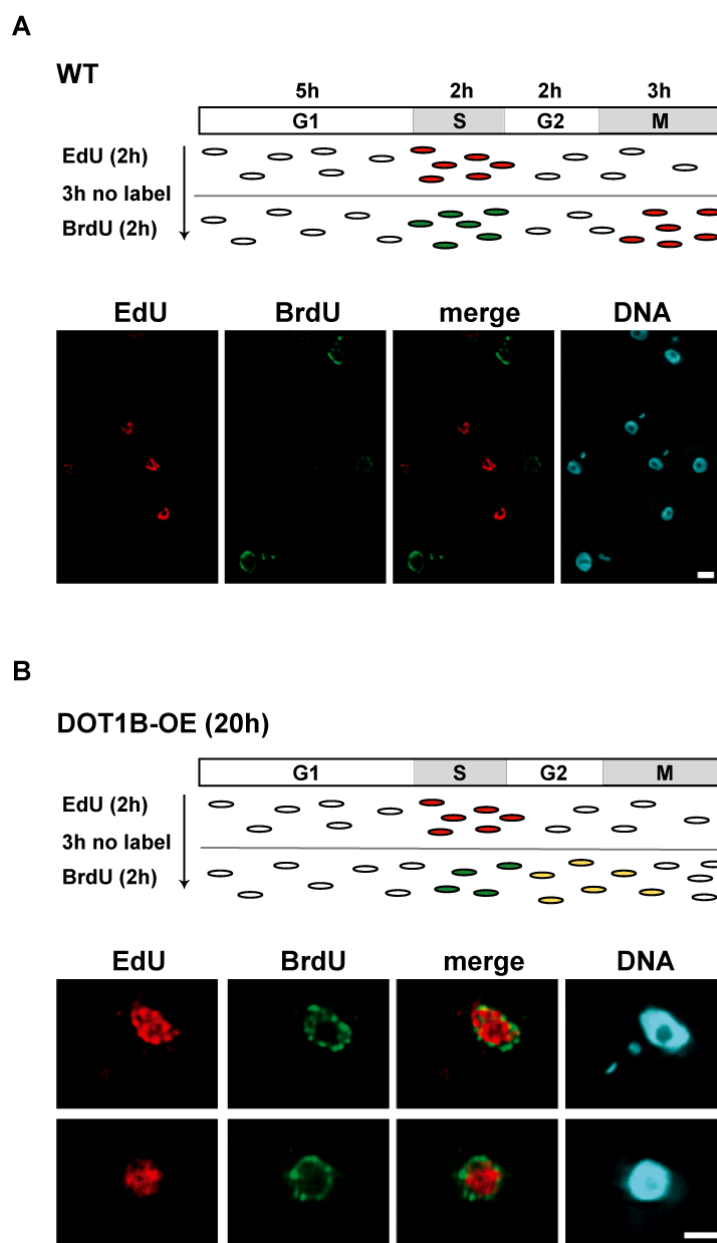 A
WT
5h 2h 2h 3h
G1 S G2 M
EdU (2h)
3h no label
BrdU (2h)
EdU BrdU merge DNA
B
DOT1B-OE (20h)
G1 S G2 M
EdU (2h)
3h no label
BrdU (2h)
EdU BrdU merge DNA